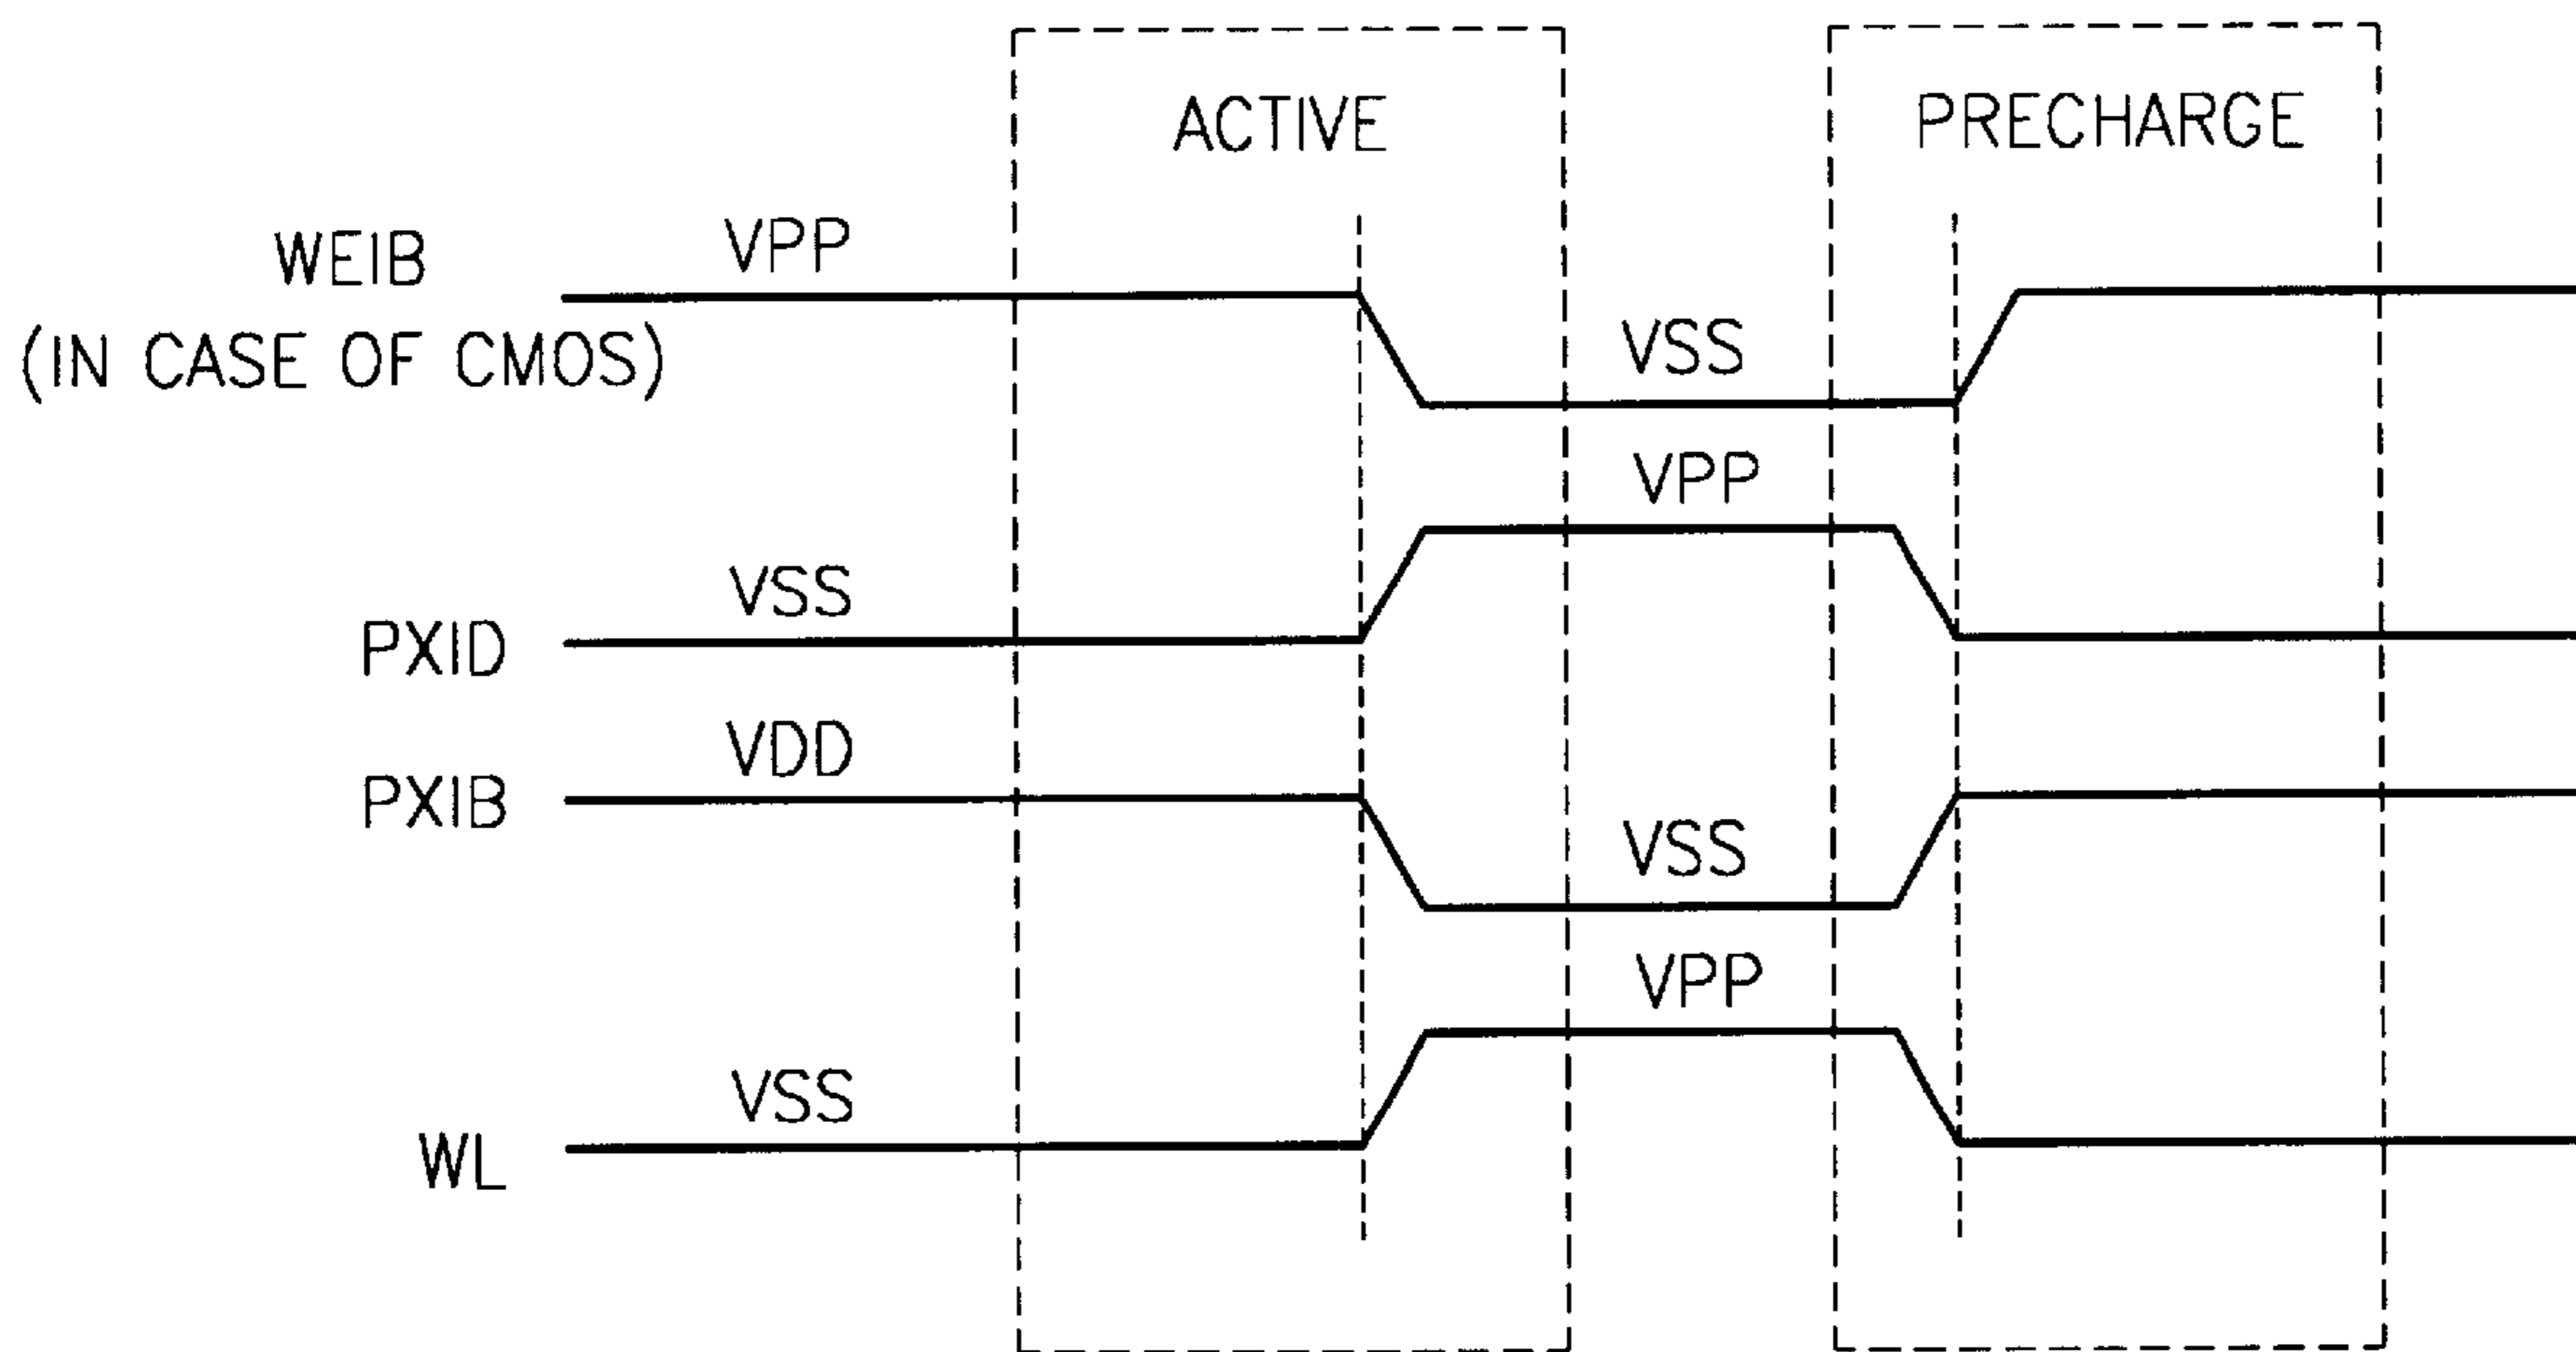 ACTIVE
PRECHARGE
WEIB
(IN CASE OF CMOS)
VPP
VSS
VPP
PXID
VSS
PXIB
VDD
VSS
VPP
WL
VSS